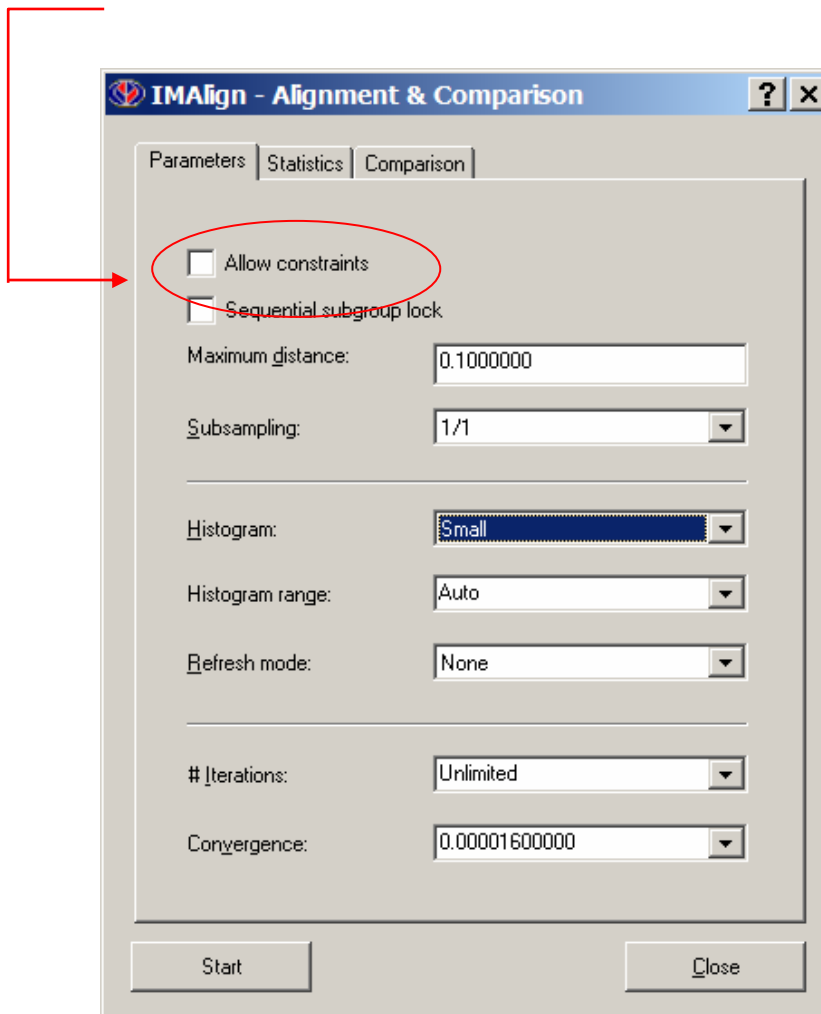 IMAlign - Alignment & Comparison
Parameters Statistics Comparison
Allow constraints
Sequential subgroup lock
Maximum distance: 0.1000000
Subsampling: 1/1
Histogram: Small
Histogram range: Auto
Refresh mode: None
# Iterations: Unlimited
Convergence: 0.00001600000
Start Close